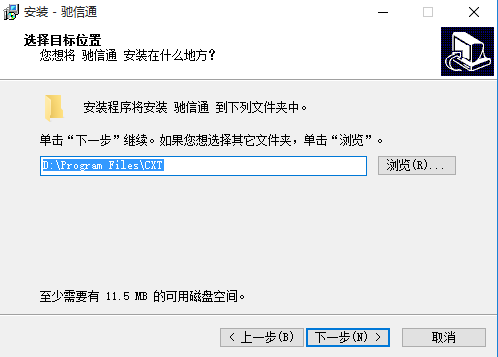 安装 - 驰信通
选择目标位置
您想将 驰信通 安装在什么地方？
安装程序将安装 驰信通 到下列文件夹中。
单击“下一步”继续。如果您想选择其它文件夹，单击“浏览”。
D:\Program Files\CXT
浏览(R)...
至少需要有 11.5 MB 的可用磁盘空间。
< 上一步(B)
下一步(N) >
取消